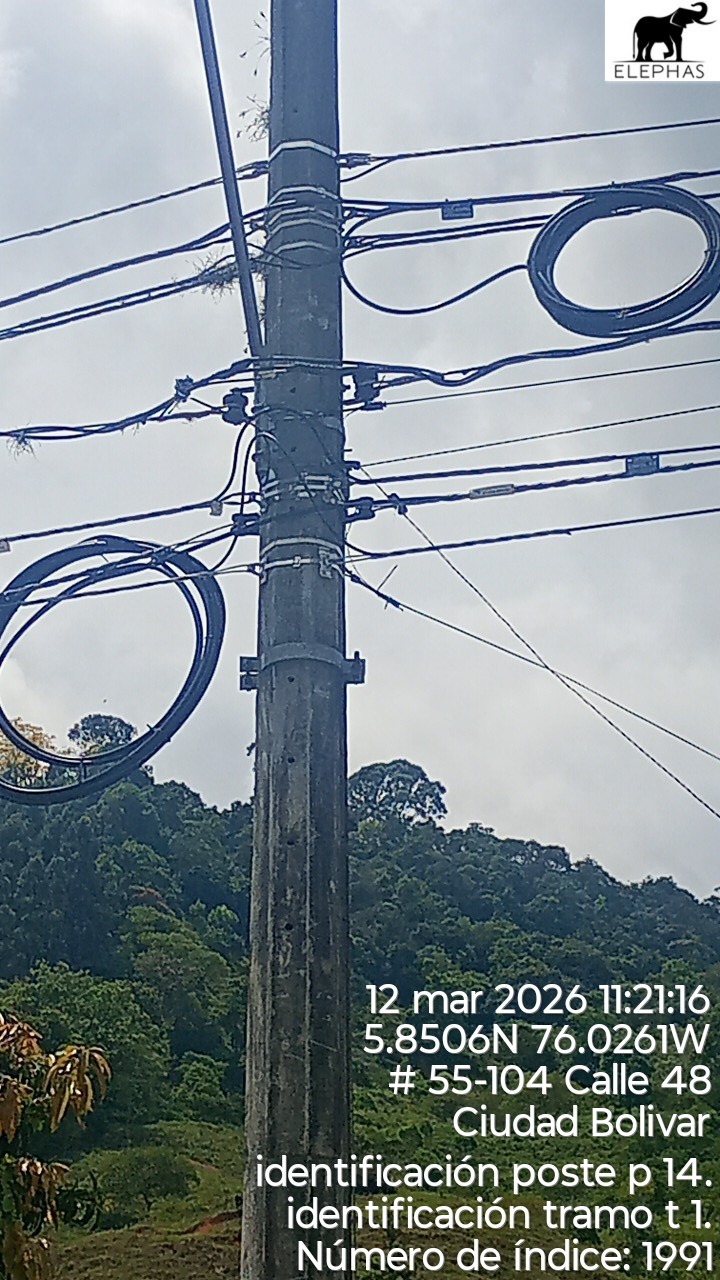 ELEPHAS
12 mar 2026 11:21:16
5.8506N 76.0261W
# 55-104 Calle 48
Ciudad Bolivar
identificación poste p 14.
identificación tramo t 1.
Número de índice: 1991